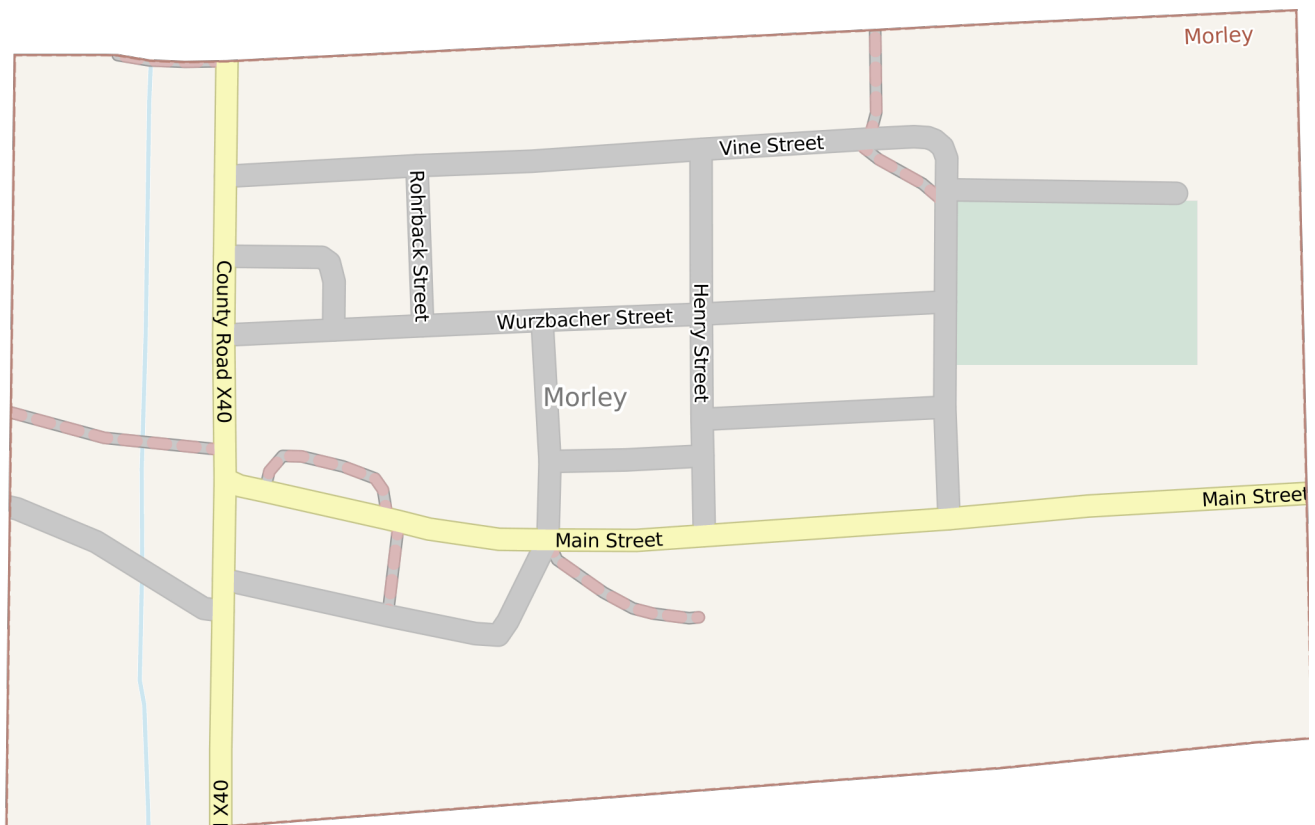 Morley
Vine Street
Rohrback Street
County Road X40
Henry Street
Wurzbacher Street
Morley
Main Street
Main Street
X40